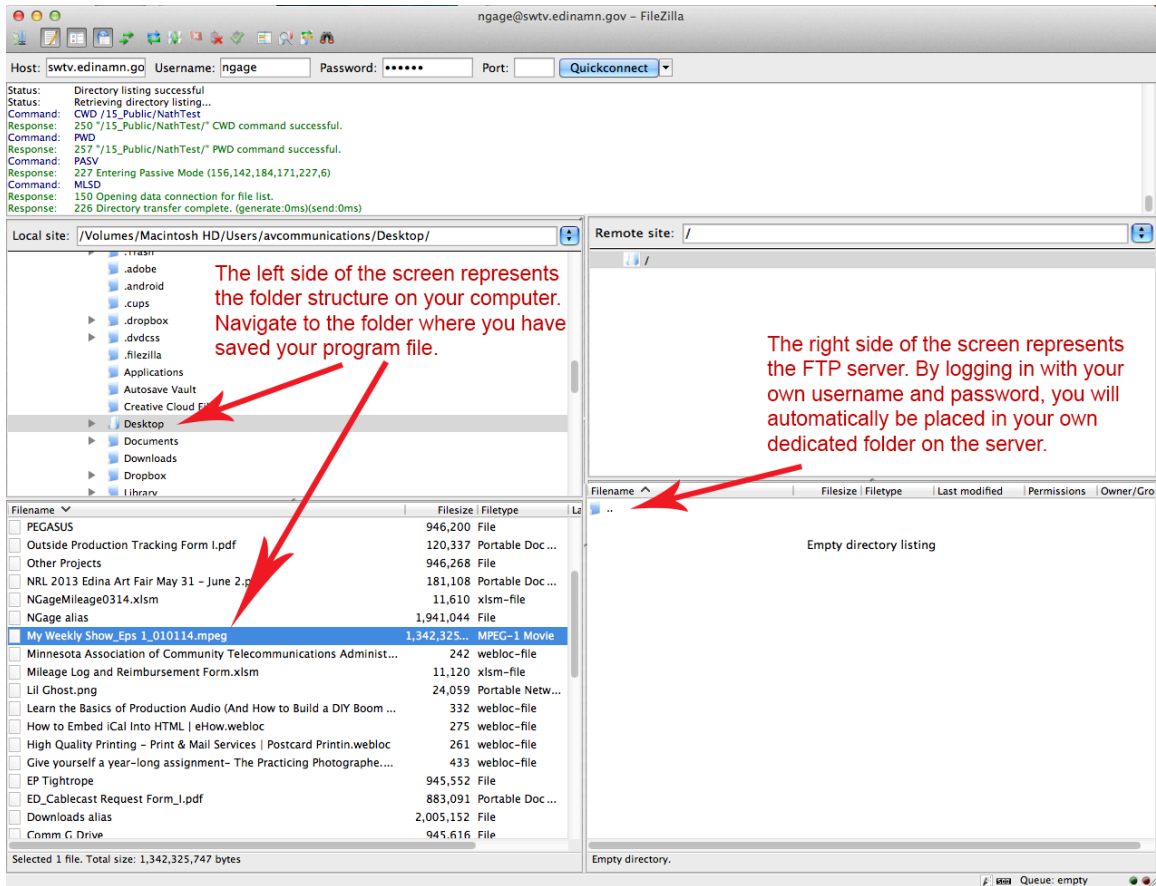 ngage@swtv.edinamn.gov – FileZilla
Host: swtv.edinamn.go Username: ngage Password: •••••• Port: Quickconnect
Status: Directory listing successful
Status: Retrieving directory listing...
Command: CWD /15_Public/NathTest
Response: 250 "/15_Public/NathTest/" CWD command successful.
Command: PWD
Response: 257 "/15_Public/NathTest/" PWD command successful.
Command: PASV
Response: 227 Entering Passive Mode (156,142,184,171,227,6)
Command: MLSD
Response: 150 Opening data connection for file list.
Response: 226 Directory transfer complete. (generate:0ms)(send:0ms)
Local site: /Volumes/Macintosh HD/Users/avcommunications/Desktop/
.Trash
.adobe
.android
.cups
.dropbox
.dvdcss
.filezilla
Applications
Autosave Vault
Creative Cloud Fi
Desktop
Documents
Downloads
Dropbox
Library
The left side of the screen represents
the folder structure on your computer.
Navigate to the folder where you have
saved your program file.
Filename Filesize Filetype La
PEGASUS 946,200 File
Outside Production Tracking Form I.pdf 120,337 Portable Doc...
Other Projects 946,268 File
NRL 2013 Edina Art Fair May 31 – June 2.p 181,108 Portable Doc...
NGageMileage0314.xlsm 11,610 xlsm-file
NGage alias 1,941,044 File
My Weekly Show_Eps 1_010114.mpeg 1,342,325... MPEG-1 Movie
Minnesota Association of Community Telecommunications Administ... 242 webloc-file
Mileage Log and Reimbursement Form.xlsm 11,120 xlsm-file
Lil Ghost.png 24,059 Portable Netw...
Learn the Basics of Production Audio (And How to Build a DIY Boom ... 332 webloc-file
How to Embed iCal Into HTML | eHow.webloc 275 webloc-file
High Quality Printing – Print & Mail Services | Postcard Printin.webloc 261 webloc-file
Give yourself a year-long assignment- The Practicing Photographe.... 433 webloc-file
EP Tightrope 945,552 File
ED_Cablecast Request Form_I.pdf 883,091 Portable Doc...
Downloads alias 2,005,152 File
Comm G Drive 945,616 File
Selected 1 file. Total size: 1,342,325,747 bytes
Remote site: /
/
The right side of the screen represents
the FTP server. By logging in with your
own username and password, you will
automatically be placed in your own
dedicated folder on the server.
Filename Filesize Filetype Last modified Permissions Owner/Gro
..
Empty directory listing
Empty directory.
Queue: empty